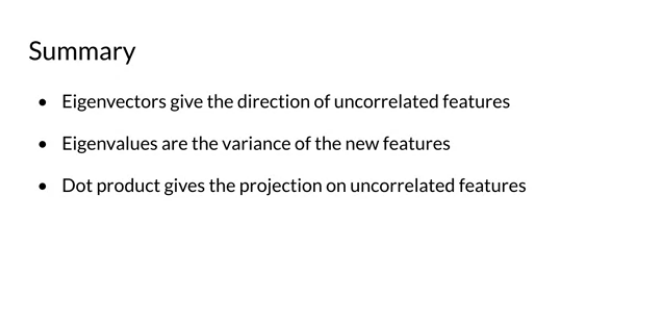 Summary
• Eigenvectors give the direction of uncorrelated features
• Eigenvalues are the variance of the new features
• Dot product gives the projection on uncorrelated features